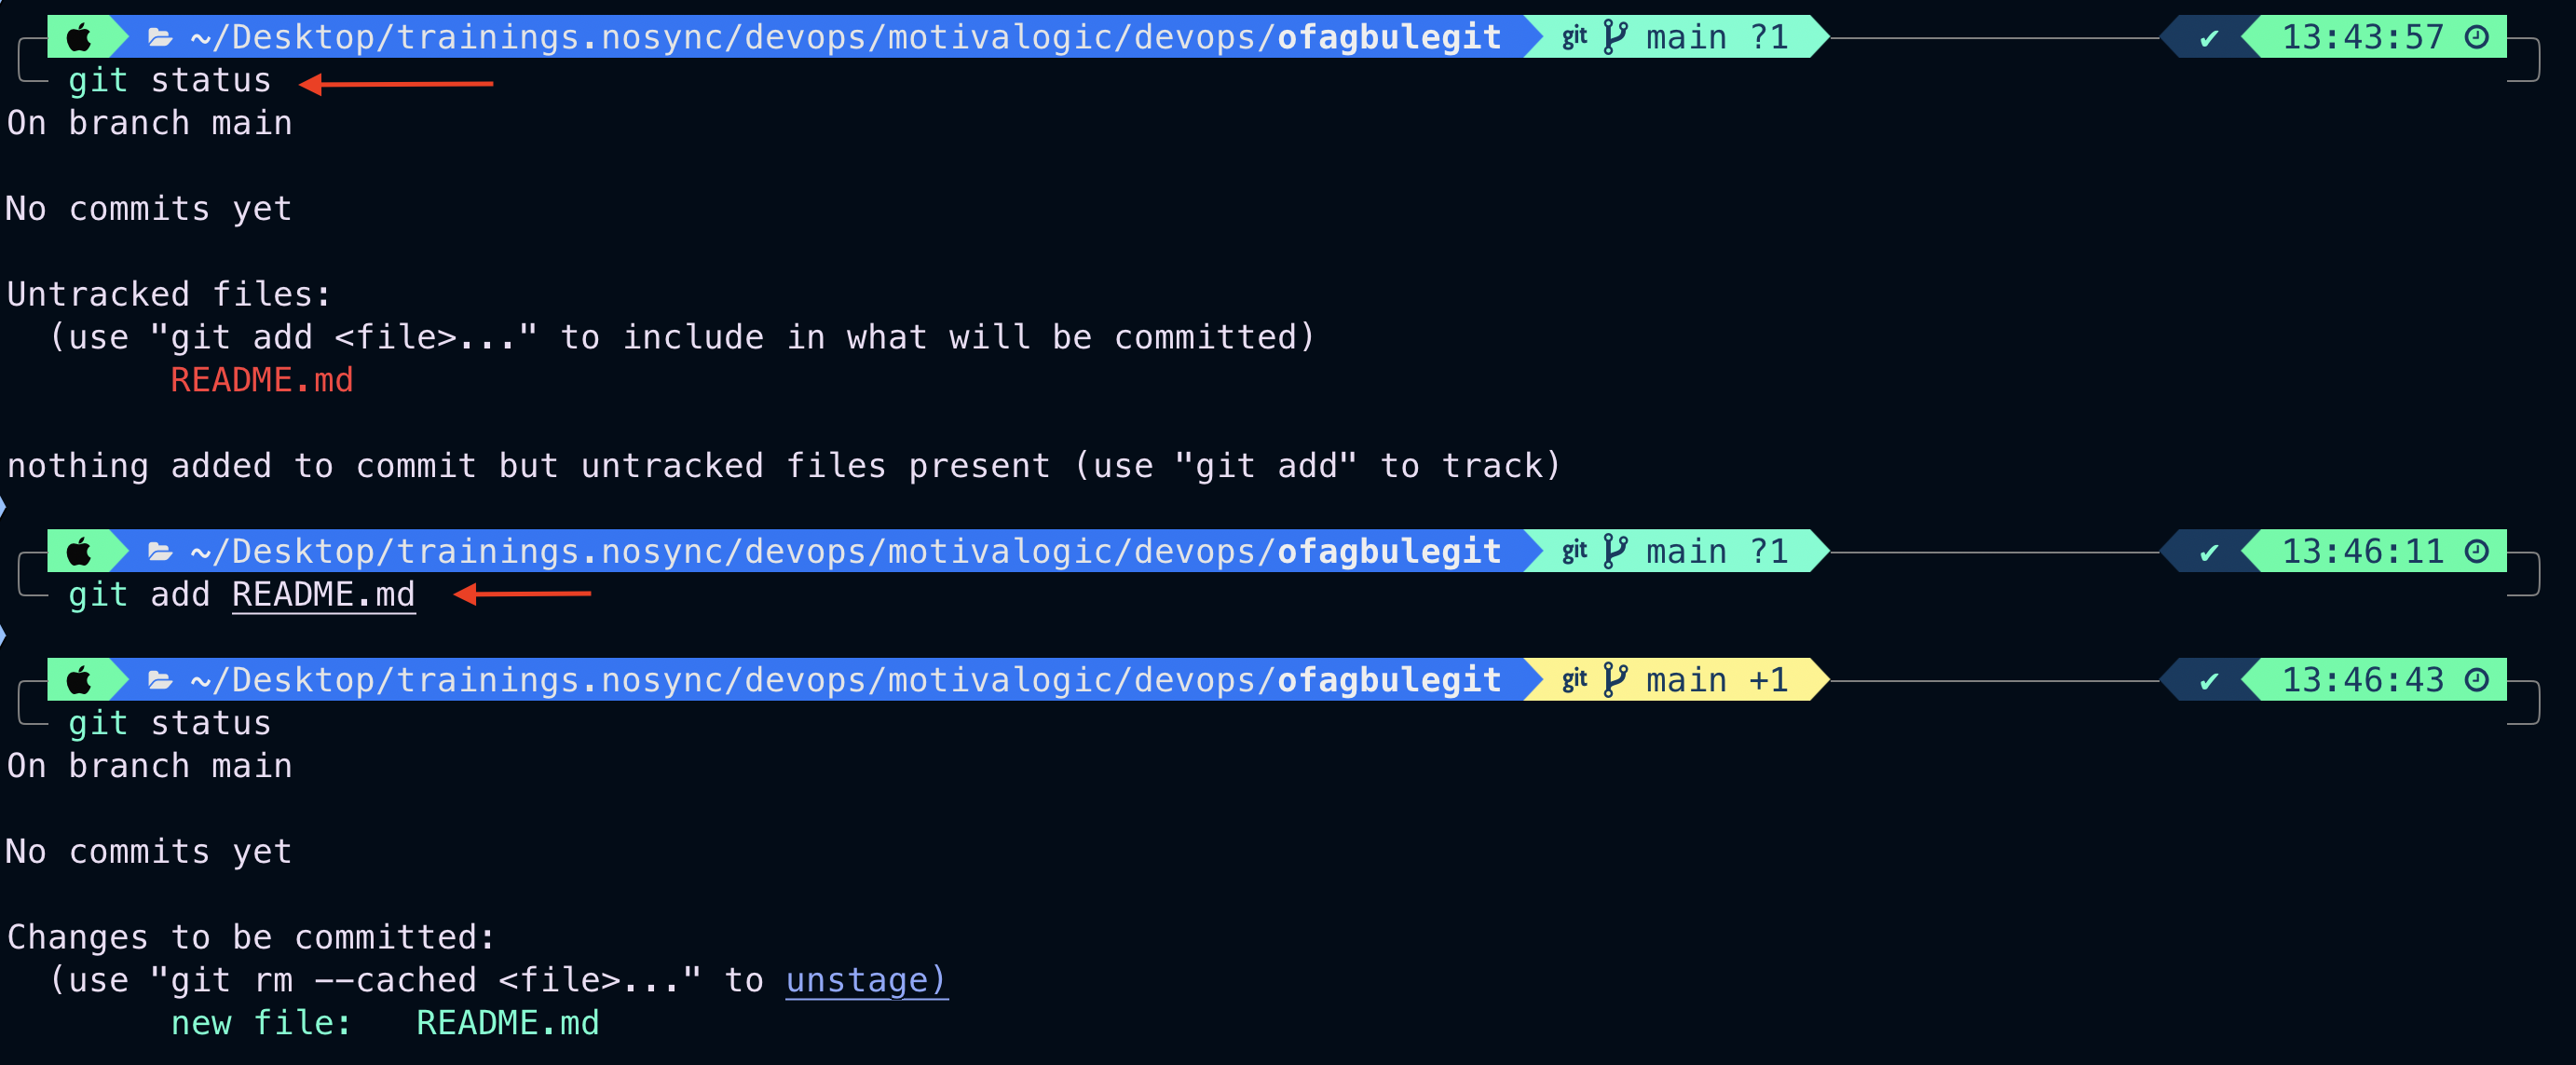 ~/Desktop/trainings.nosync/devops/motivalogic/devops/ofagbulegit git main ?1 ✔ 13:43:57
git status
On branch main
No commits yet
Untracked files:
(use "git add <file>..." to include in what will be committed)
README.md
nothing added to commit but untracked files present (use "git add" to track)
~/Desktop/trainings.nosync/devops/motivalogic/devops/ofagbulegit git main ?1 ✔ 13:46:11
git add README.md
~/Desktop/trainings.nosync/devops/motivalogic/devops/ofagbulegit git main +1 ✔ 13:46:43
git status
On branch main
No commits yet
Changes to be committed:
(use "git rm --cached <file>..." to unstage)
new file: README.md